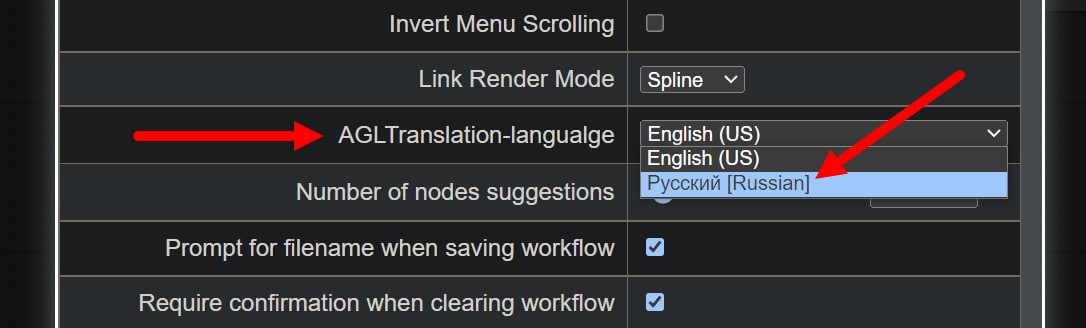 Invert Menu Scrolling
Link Render Mode Spline
AGLTranslation-langualge English (US)
English (US)
Русский [Russian]
Number of nodes suggestions
Prompt for filename when saving workflow
Require confirmation when clearing workflow